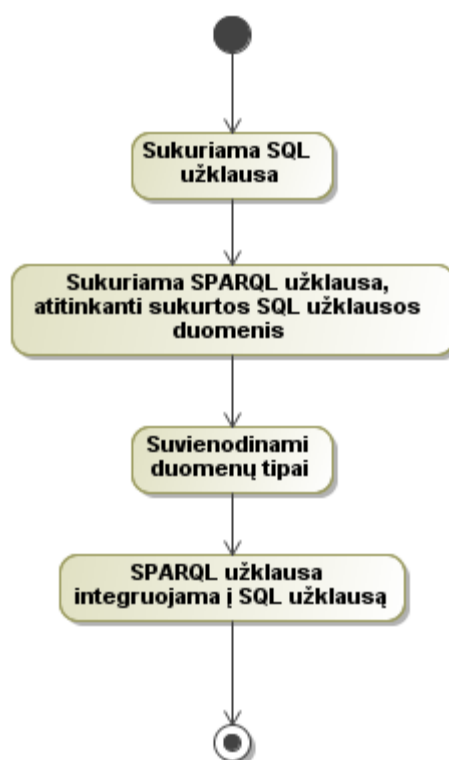 Sukuriama SQL
užklausa
Sukuriama SPARQL užklausa,
atitinkanti sukurtos SQL užklausos
duomenis
Suvienodinami
duomenų tipai
SPARQL užklausa
integruojama į SQL užklausą